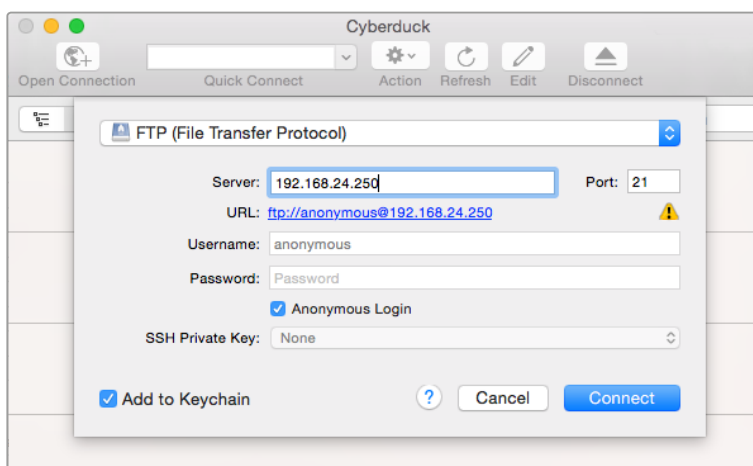 Cyberduck
Open Connection Quick Connect Action Refresh Edit Disconnect
FTP (File Transfer Protocol)
Server: 192.168.24.250 Port: 21
URL: ftp://anonymous@192.168.24.250
Username: anonymous
Password: Password
Anonymous Login
SSH Private Key: None
Add to Keychain ? Cancel Connect